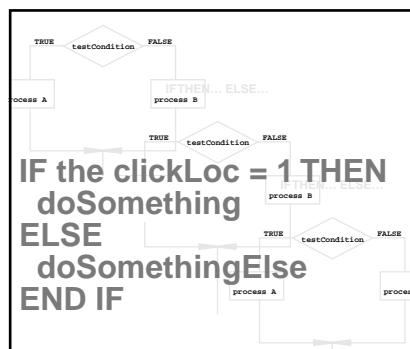 TRUE FALSE
testCondition
IFTHEN... ELSE...
process A process B
TRUE FALSE
testCondition
IF the clickLoc = 1 THEN
IFTHEN... ELSE...
doSomething
process B
ELSE
TRUE FALSE
testCondition
doSomethingElse
process A proces
END IF